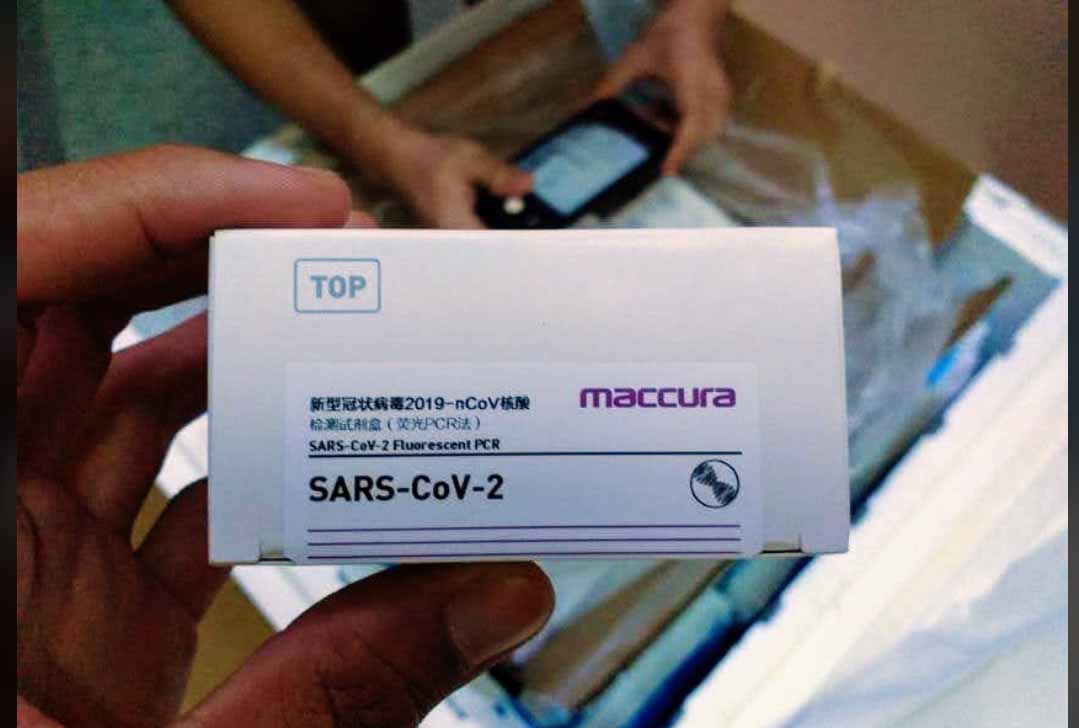 TOP
新型冠状病毒2019-nCoV核酸
maccura
检测试剂盒（荧光PCR法）
SARS-CoV-2 Fluorescent PCR
SARS-CoV-2